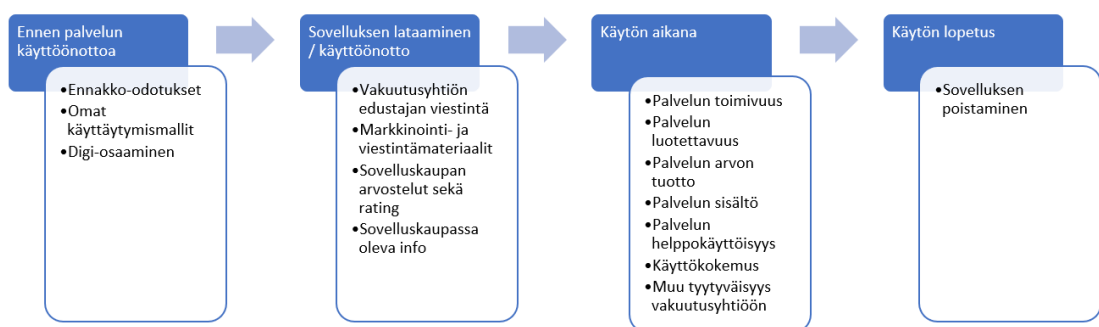 Ennen palvelun
käyttöönottoa
•Ennakko-odotukset
•Omat
käyttäytymismallit
•Digi-osaaminen
Sovelluksen lataaminen
/ käyttöönotto
•Vakuutusyhtiön
edustajan viestintä
•Markkinointi- ja
viestintämateriaalit
•Sovelluskaupan
arvostelut sekä
rating
•Sovelluskaupassa
oleva info
Käytön aikana
•Palvelun toimivuus
•Palvelun
luotettavuus
•Palvelun arvon
tuotto
•Palvelun sisältö
•Palvelun
helppokäyttöisyys
•Käyttökokemus
•Muu tyytyväisyys
vakuutusyhtiöön
Käytön lopetus
•Sovelluksen
poistaminen